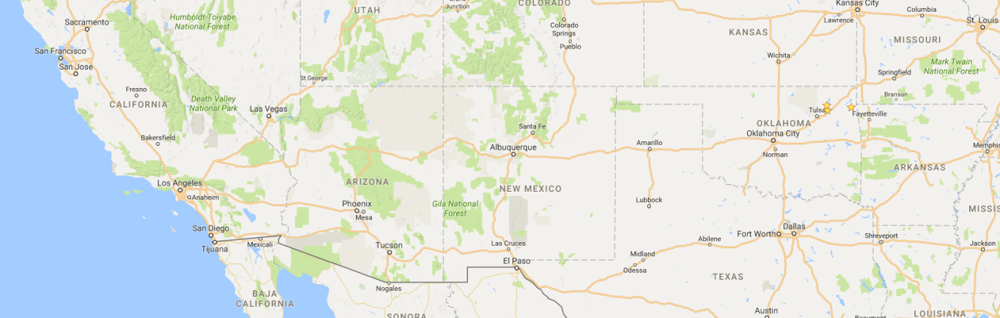 UTAH
Grand
Junction
COLORADO
Kansas City
Columbia
Humboldt-Toiyabe
National Forest
Sacramento
Colorado
Springs
Lawrence
St. Louis
KANSAS
MISSOURI
Pueblo
San Francisco
Wichita
San Jose
Mark Twain
National Forest
Springfield
St George
Fresno
CALIFORNIA
Death Valley
National Park
Branson
Las Vegas
Tulsa
Fayetteville
Santa Fe
OKLAHOMA
Oklahoma City
Bakersfield
Amarillo
Albuquerque
Memphis
Norman
ARKANSAS
Los Angeles
ARIZONA
NEW MEXICO
Anaheim
Lubbock
Phoenix
Mesa
Gila National
Forest
MISSIS
San Diego
Dallas
Fort Worth
Mexicali
Tijuana
Tucson
Las Cruces
Abilene
Shreveport
Jackson
Midland
El Paso
Odessa
TEXAS
Nogales
BAJA
CALIFORNIA
Austin
SONORA
Beaumont
LOUISIANA